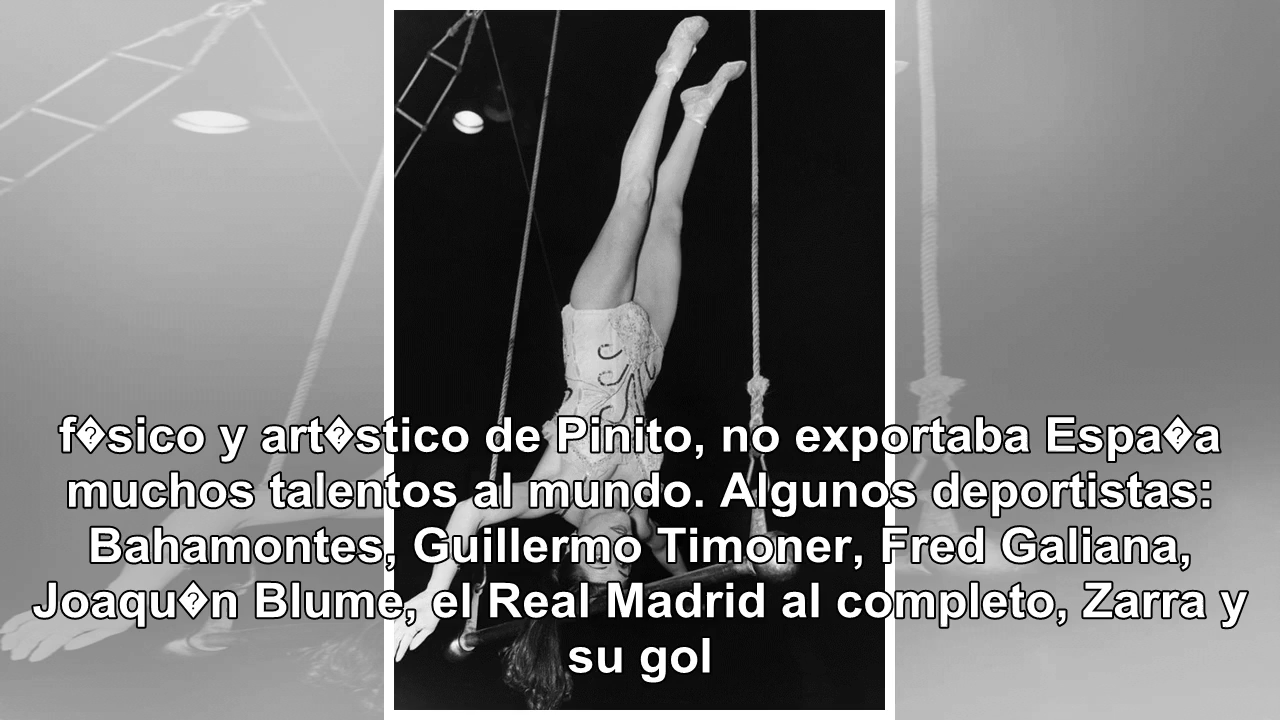 f�sico y art�stico de Pinito, no exportaba Espa�a
muchos talentos al mundo. Algunos deportistas:
Bahamontes, Guillermo Timoner, Fred Galiana,
Joaqu�n Blume, el Real Madrid al completo, Zarra y
su gol